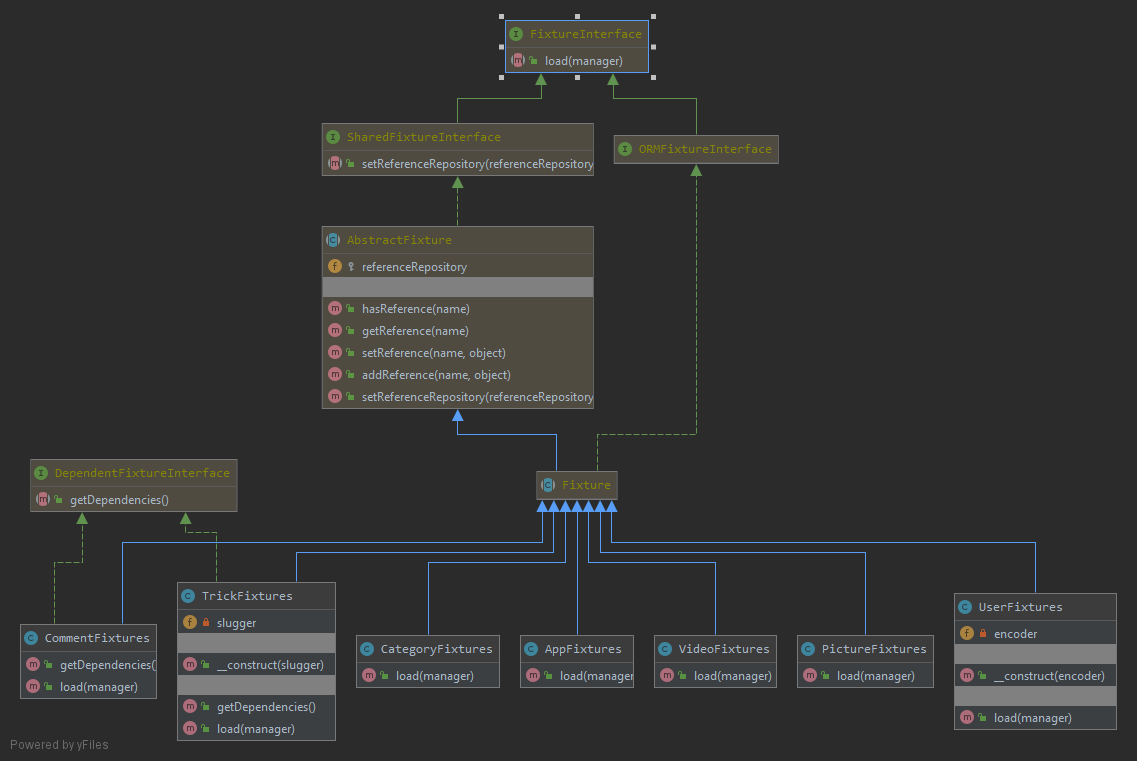 FixtureInterface
load(manager)
SharedFixtureInterface
setReferenceRepository(referenceRepository
ORMFixtureInterface
AbstractFixture
referenceRepository
hasReference(name)
getReference(name)
setReference(name, object)
addReference(name, object)
setReferenceRepository(referenceRepository
DependentFixtureInterface
getDependencies()
Fixture
CommentFixtures
getDependencies(
load(manager)
TrickFixtures
slugger
__construct(slugger)
getDependencies()
load(manager)
CategoryFixtures
load(manager)
AppFixtures
load(manager
VideoFixtures
load(manager)
PictureFixtures
load(manager)
UserFixtures
encoder
__construct(encoder)
load(manager)
Powered by yFiles